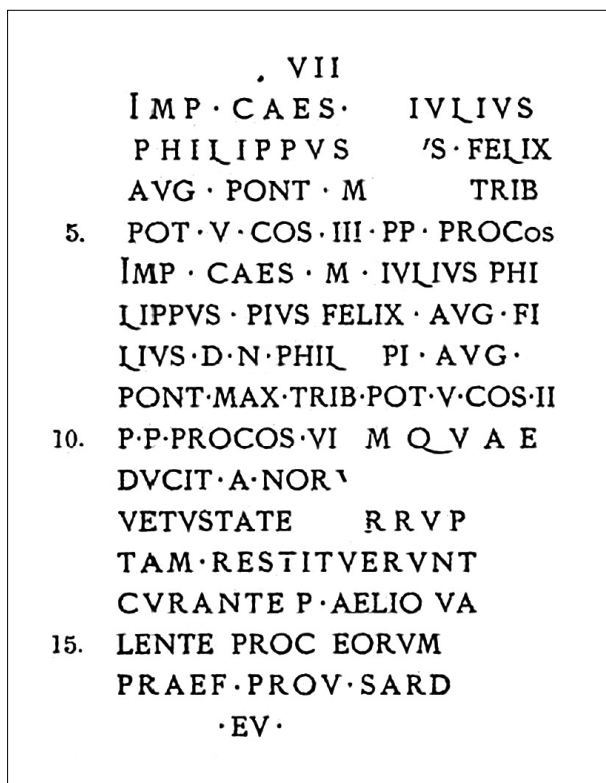 . VII
IMP · CAES · IVLIVS
PHILIPPVS 'S · FELIX
AVG · PONT · M TRIB
5. POT · V · COS · III · PP · PROCos
IMP · CAES · M · IVLIVS PHI
LIPPVS · PIVS FELIX · AVG · FI
LIVS · D · N · PHIL PI · AVG ·
PONT · MAX · TRIB · POT · V · COS · II
10. P · P · PROCOS · VI M QVAE
DVCIT · A · NOR
VETVSTATE RRVP
TAM · RESTITVERVNT
CVRANTE P · AELIO VA
15. LENTE PROC EORVM
PRAEF · PROV · SARD
· EV ·